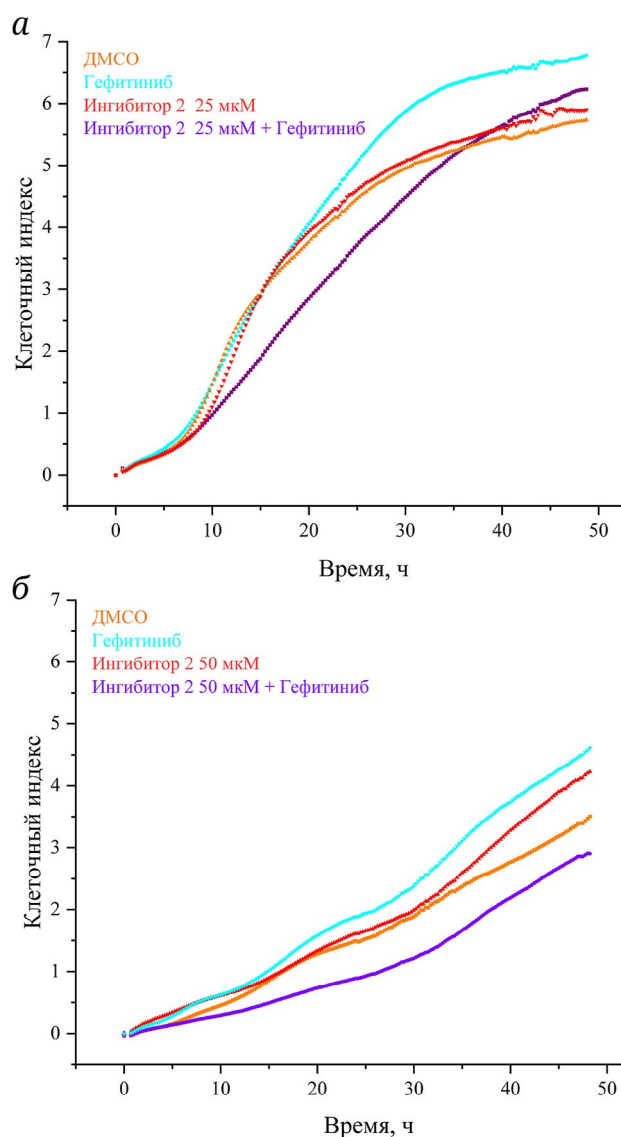 а
7
6
5
4
3
2
1
0
Клеточный индекс
ДМСО
Гефитиниб
Ингибитор 2 25 мкМ
Ингибитор 2 25 мкМ + Гефитиниб
0 10 20 30 40 50
Время, ч
б
7
6
5
4
3
2
1
0
Клеточный индекс
ДМСО
Гефитиниб
Ингибитор 2 50 мкМ
Ингибитор 2 50 мкМ + Гефитиниб
0 10 20 30 40 50
Время, ч